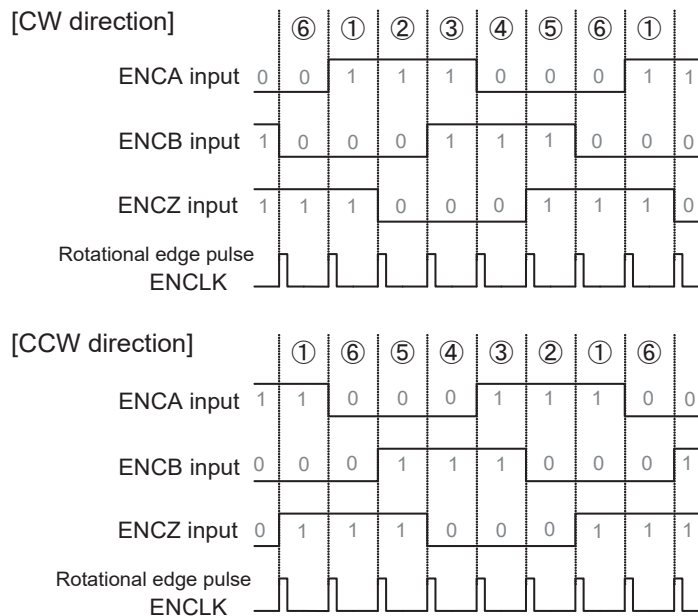 [CW direction]
⑥ ① ② ③ ④ ⑤ ⑥ ①
ENCA input 0 0 1 1 1 0 0 0 1 1
ENCB input 1 0 0 0 1 1 1 0 0 0
ENCZ input 1 1 1 0 0 0 1 1 1 0
Rotational edge pulse
ENCLK
[CCW direction]
① ⑥ ⑤ ④ ③ ② ① ⑥
ENCA input 1 1 0 0 0 1 1 1 0 0
ENCB input 0 0 0 1 1 1 0 0 0 1
ENCZ input 0 1 1 1 0 0 0 1 1 1
Rotational edge pulse
ENCLK